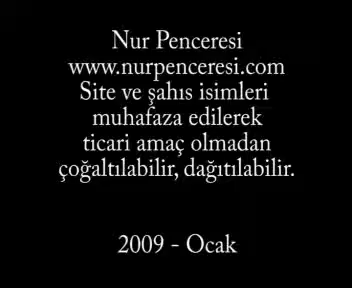 Nur Penceresi
www.nurpenceresi.com
Site ve şahıs isimleri
muhafaza edilerek
ticari amaç olmadan
çoğaltılabilir, dağıtılabilir.
2009 - Ocak